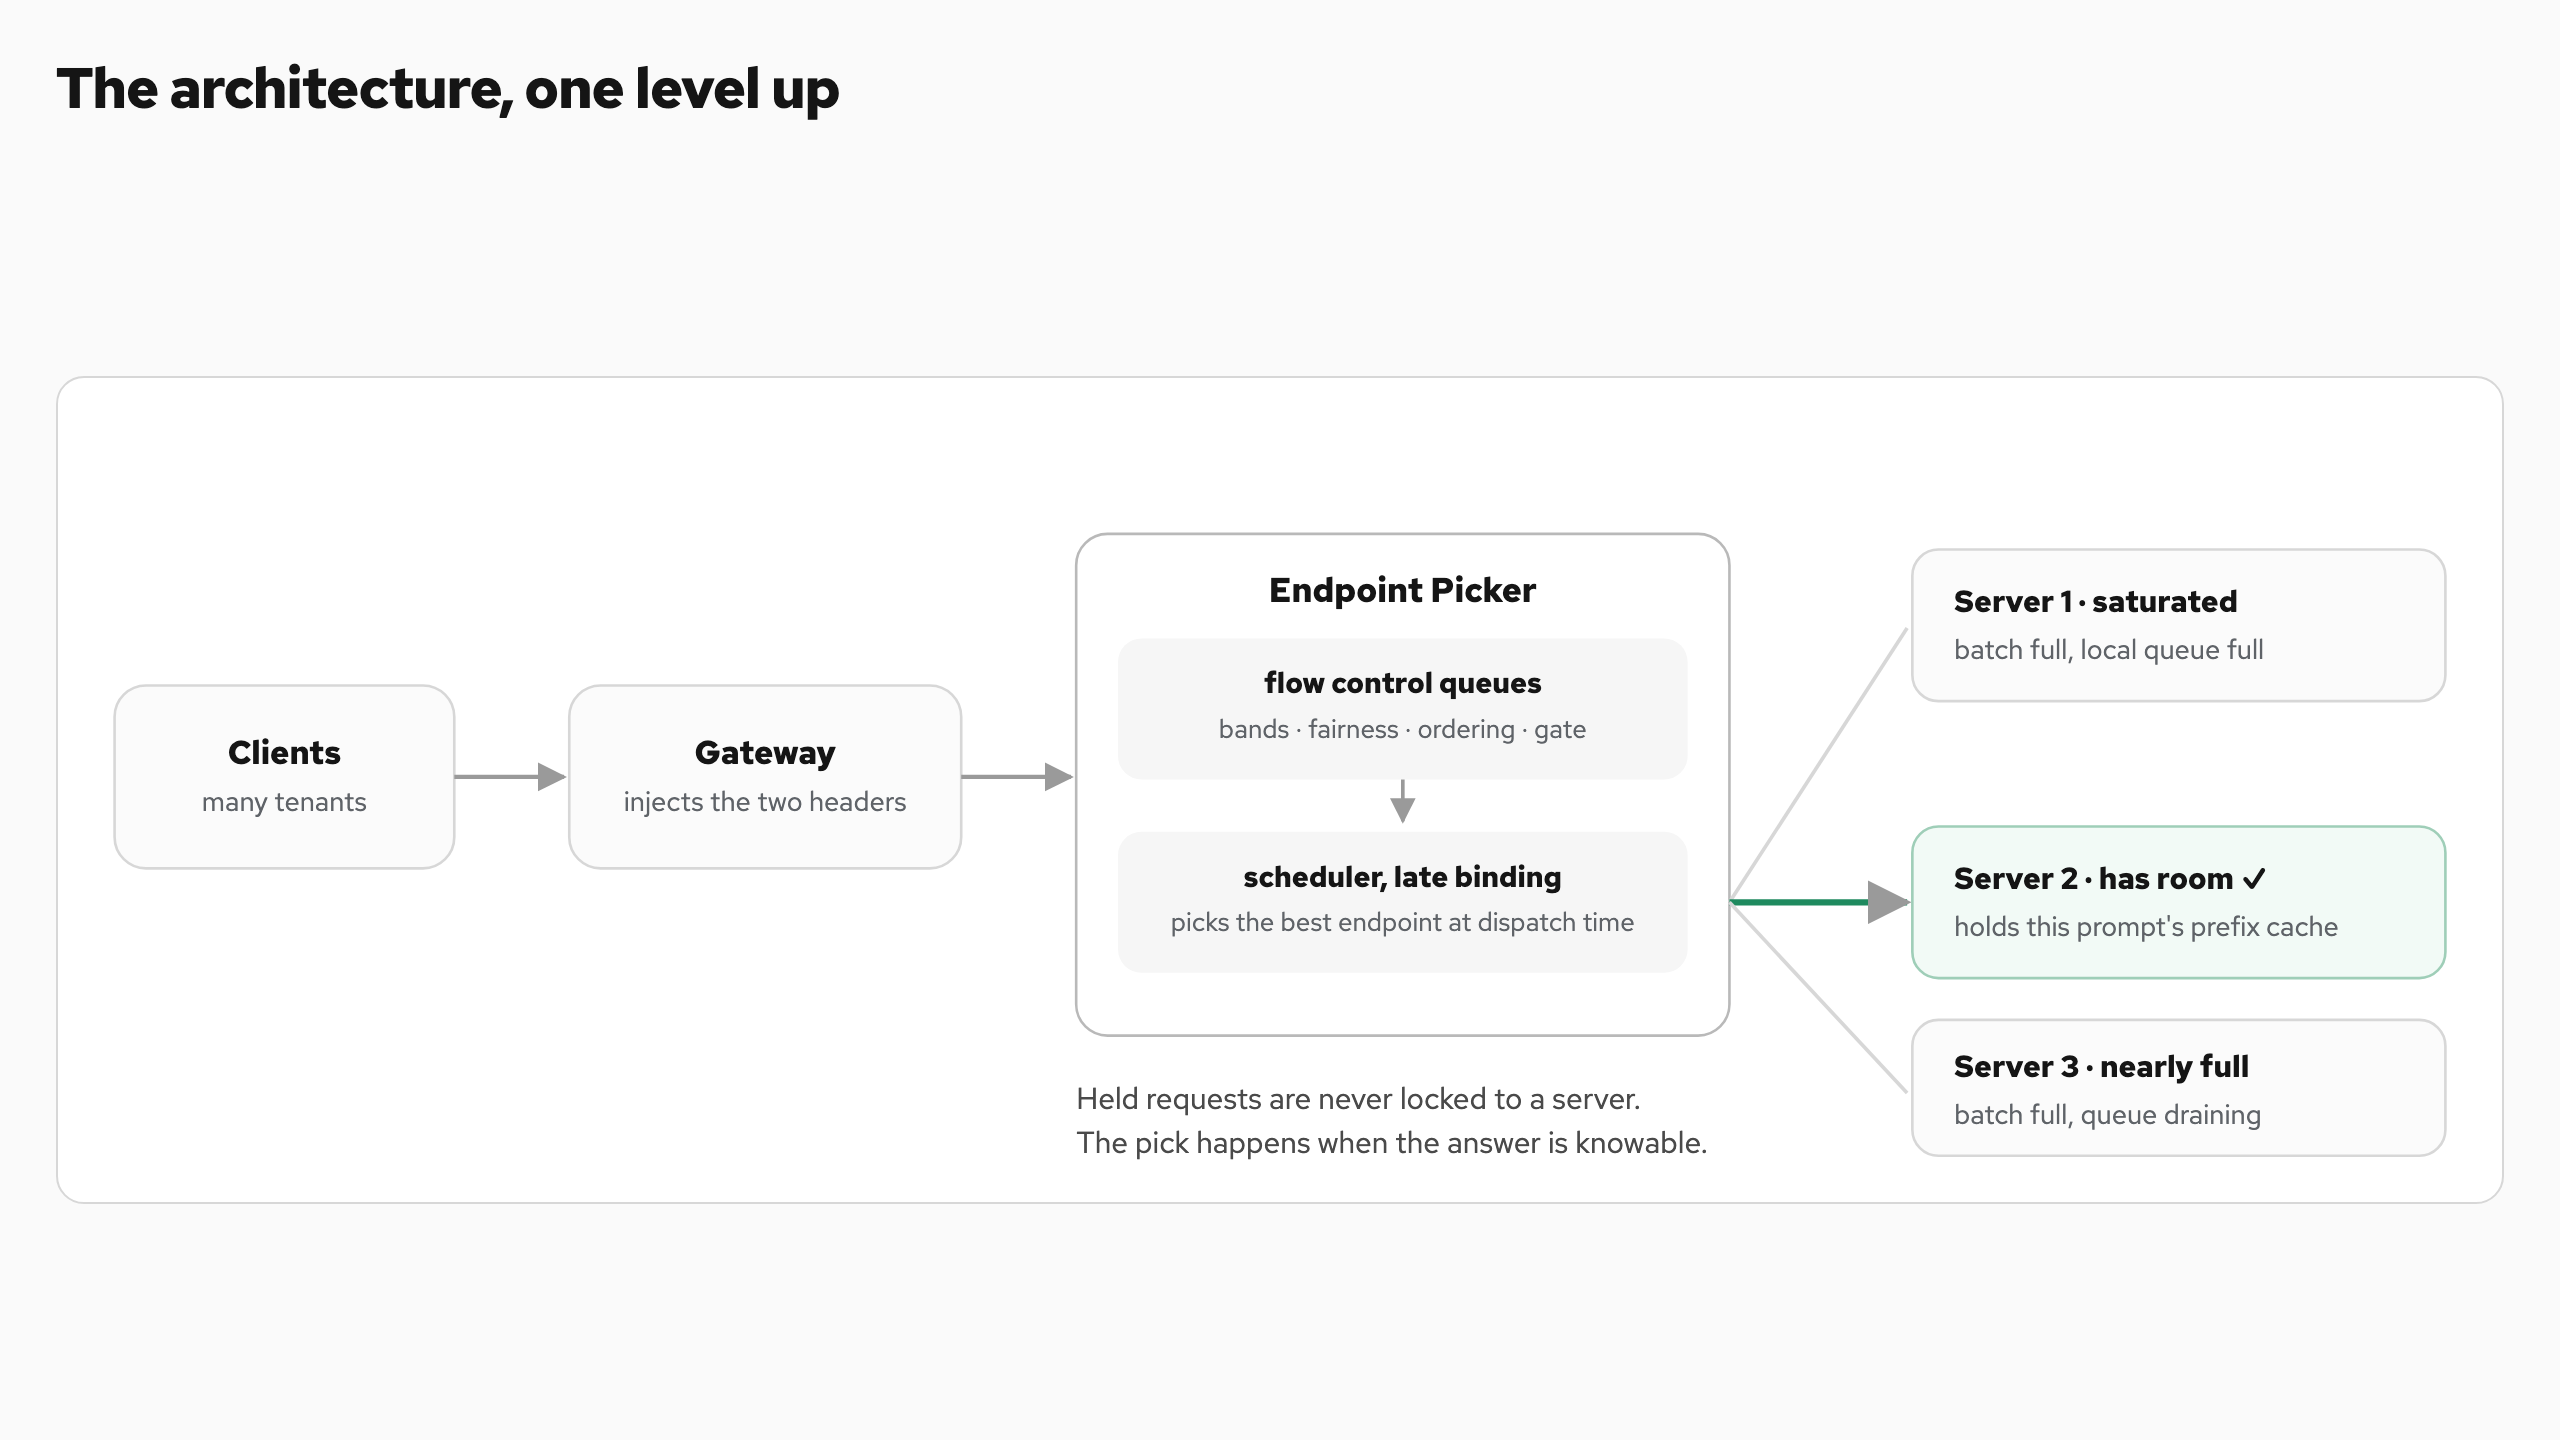 The architecture, one level up
Clients
many tenants
Gateway
injects the two headers
Endpoint Picker
flow control queues
bands · fairness · ordering · gate
scheduler, late binding
picks the best endpoint at dispatch time
Held requests are never locked to a server.
The pick happens when the answer is knowable.
Server 1 · saturated
batch full, local queue full
Server 2 · has room ✓
holds this prompt's prefix cache
Server 3 · nearly full
batch full, queue draining